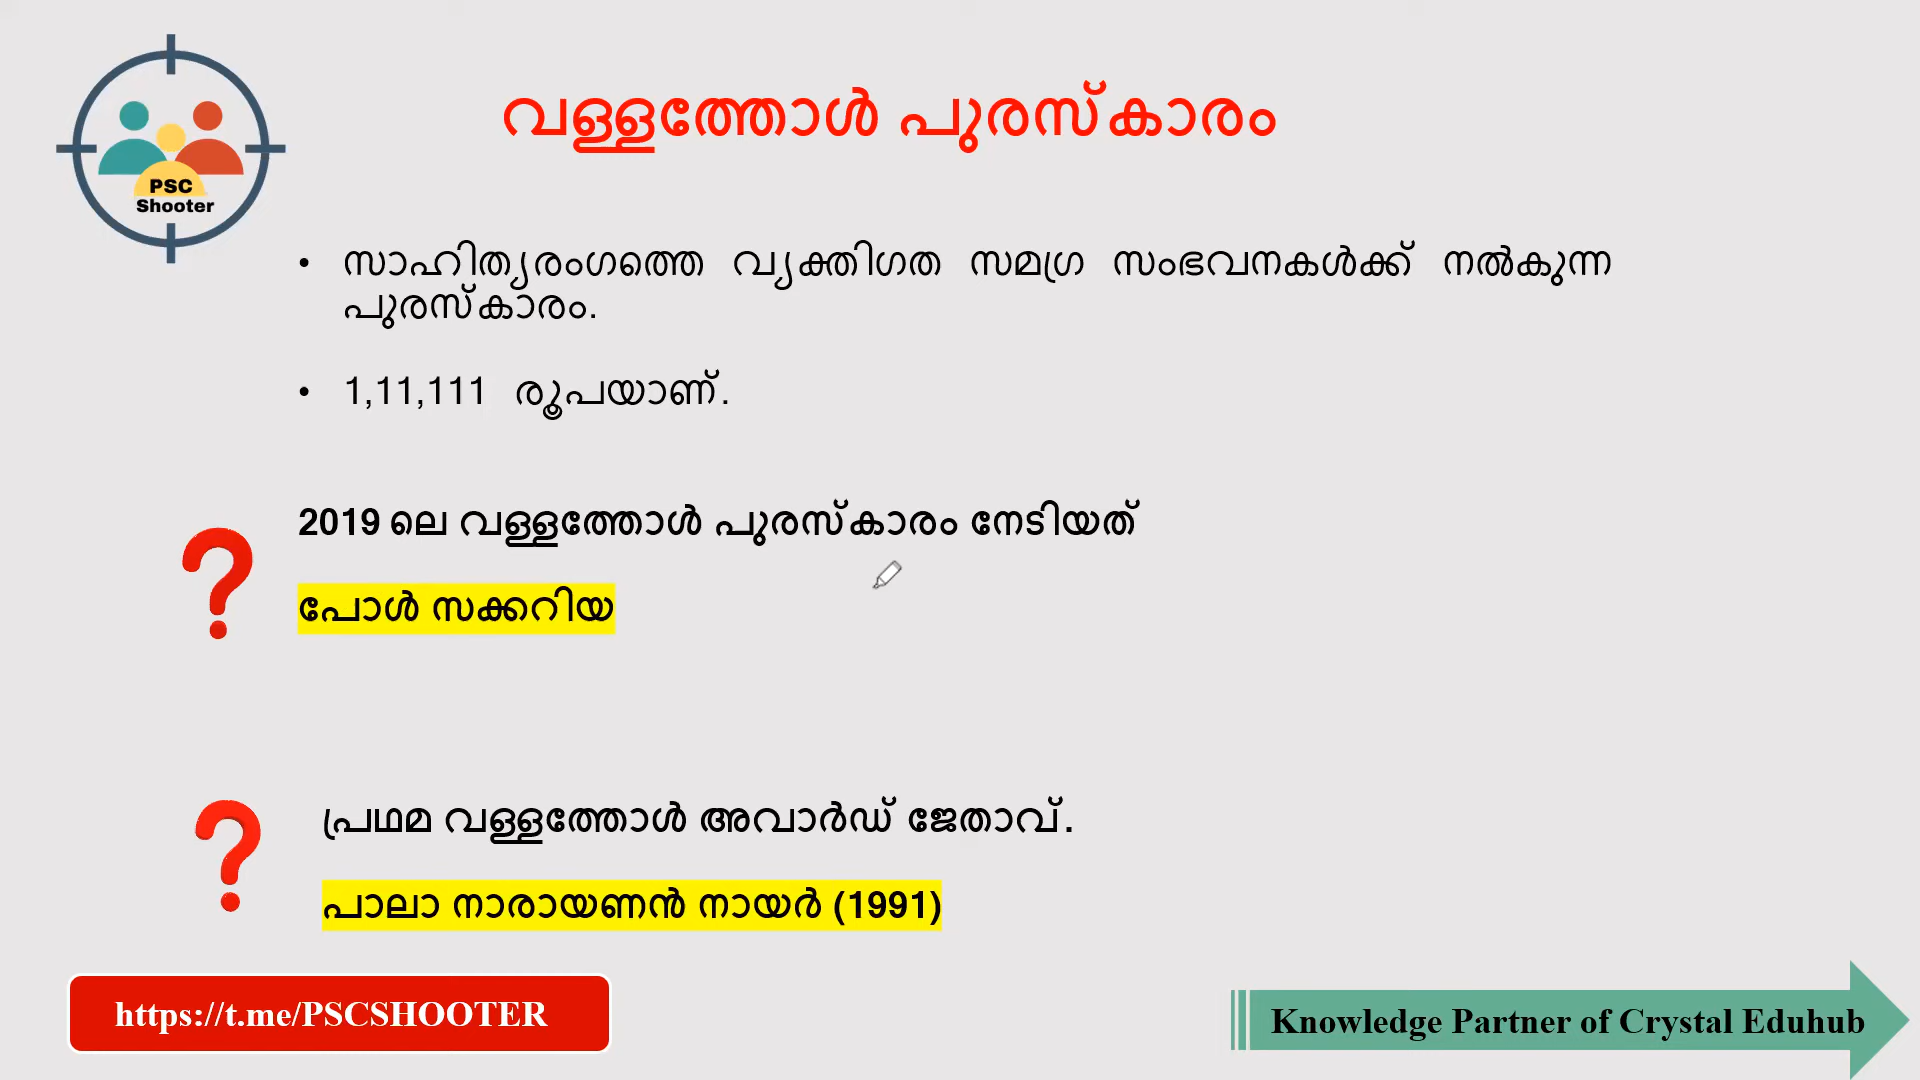 വള്ളത്തോൾ പുരസ്കാരം
PSC
Shooter
• സാഹിത്യരംഗത്തെ വ്യക്തിഗത സമഗ്ര സംഭവനകൾക്ക് നൽകുന്ന
പുരസ്കാരം.
• 1,11,111 രൂപയാണ്.
2019 ലെ വള്ളത്തോൾ പുരസ്കാരം നേടിയത്
പോൾ സക്കറിയ
പ്രഥമ വള്ളത്തോൾ അവാർഡ് ജേതാവ്.
പാലാ നാരായണൻ നായർ (1991)
https://t.me/PSCSHOOTER
Knowledge Partner of Crystal Eduhub